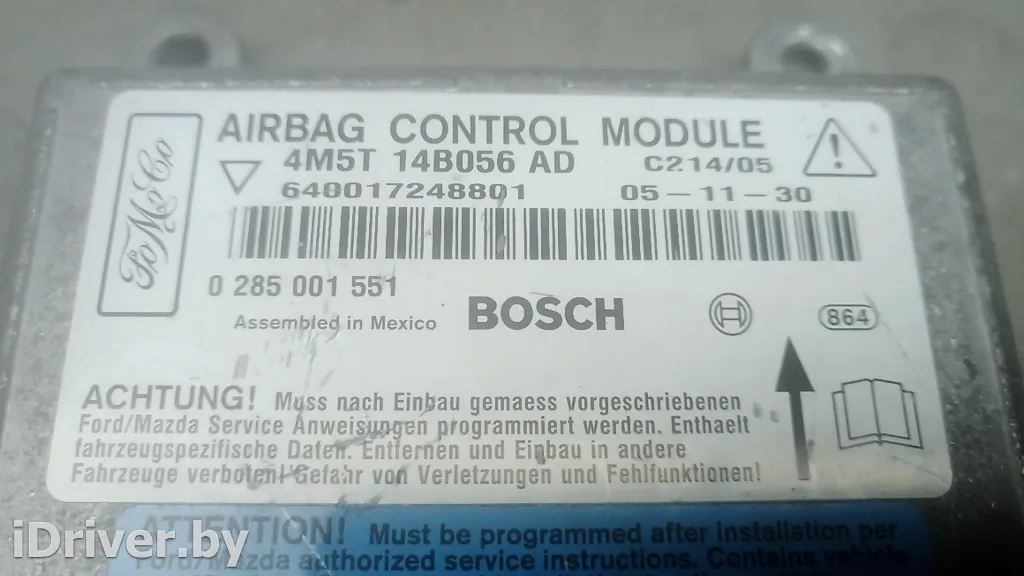 FoMoCo
AIRBAG CONTROL MODULE
4M5T 14B056 AD C214/05
640017248801 05-11-30
0 285 001 551
Assembled in Mexico BOSCH 864
ACHTUNG! Muss nach Einbau gemaess vorgeschriebenen
Ford/Mazda Service Anweisungen programmiert werden. Enthaelt
fahrzeugspezifische Daten. Entfernen und Einbau in andere
Fahrzeuge verboten! Gefahr von Verletzungen und Fehlfunktionen!
ATTENTION! Must be programmed after installation per
Ford/Mazda authorized service instructions. Contains vehicle
iDriver.by